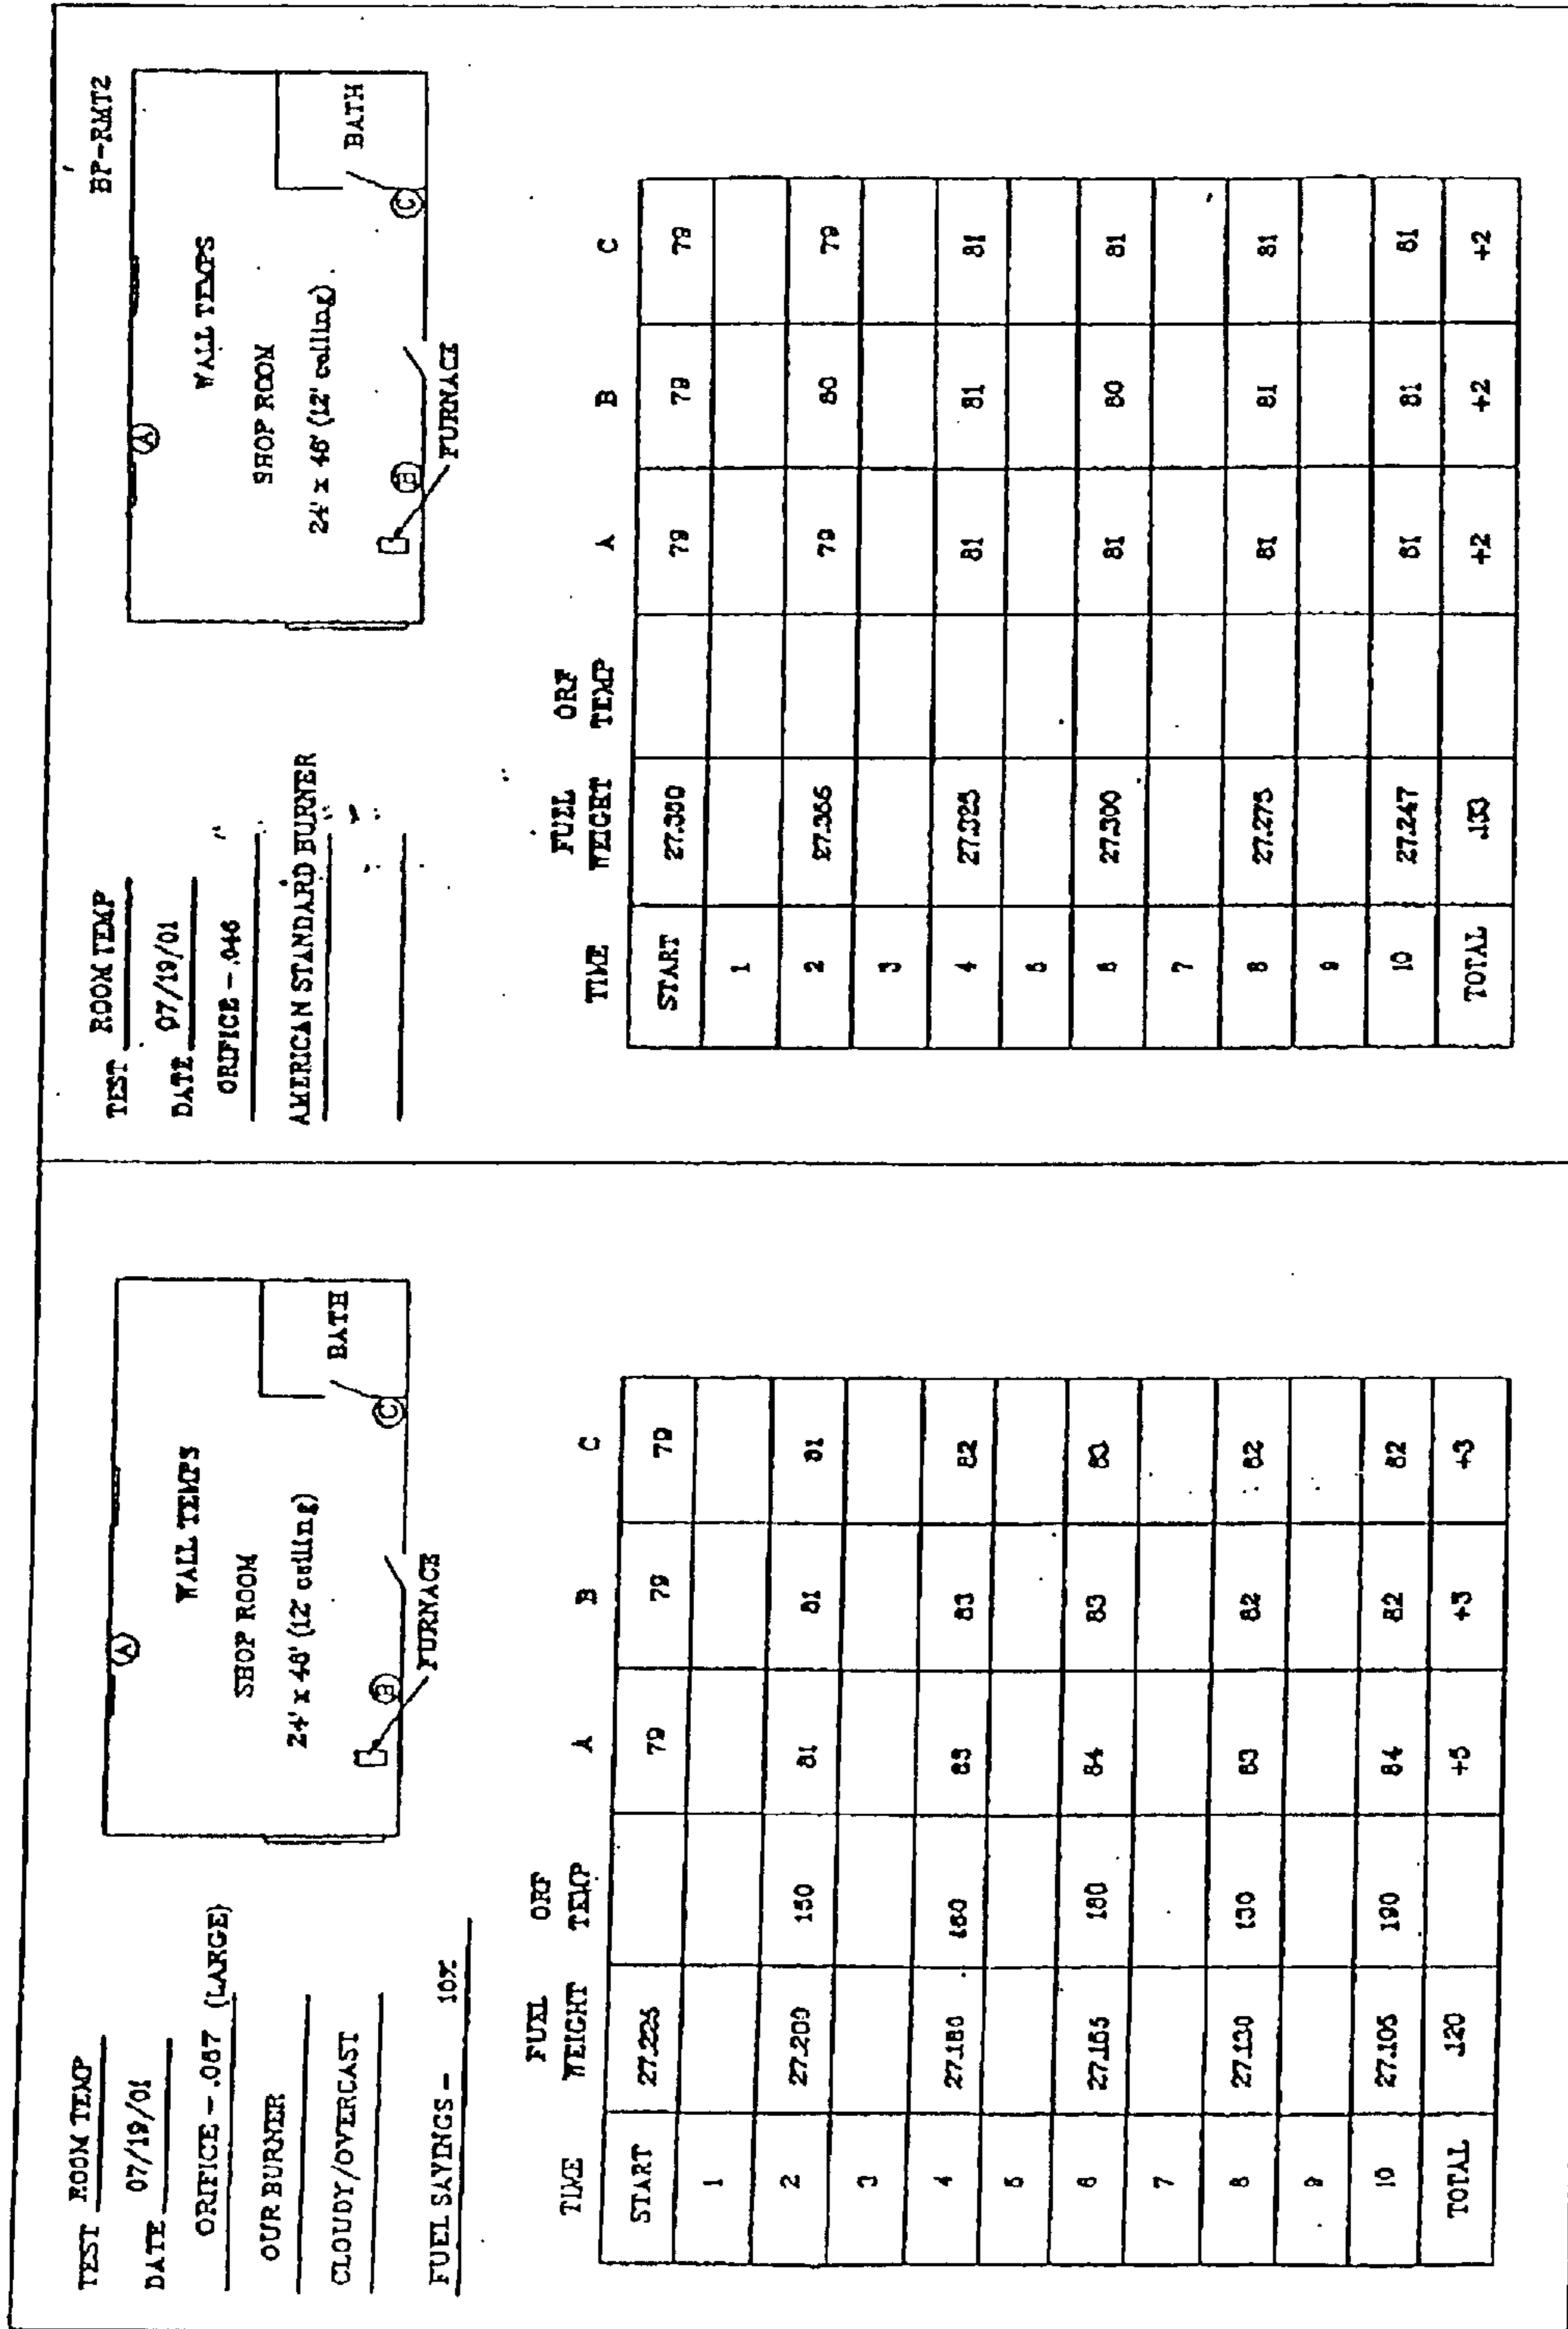 TEST ROOM TEMP
DATE 07/19/01
ORIFICE - .067 (LARGE)
OUR BURNER
CLOUDY/OVERCAST
FUEL SAVINGS - 10%
WALL TEMPS
A
SHOP ROOM
24' x 48' (12' ceiling)
B
C
BATH
FURNACE
TIME FUEL WEIGHT ORF TEMP A B C
START 27.225 79 79 79
1
2 27.200 150 81 81 81
3
4 27.180 160 83 83 82
5
6 27.155 180 84 83 83
7
8 27.130 83 82 82
9
10 27.105 190 84 82 82
TOTAL .120 +5 +3 +3
BP-RMT2
TEST ROOM TEMP
DATE 07/19/01
ORIFICE - .046
AMERICAN STANDARD BURNER
WALL TEMPS
A
SHOP ROOM
24' x 48' (12' ceiling)
B
C
BATH
FURNACE
TIME FUEL WEIGHT ORF TEMP A B C
START 27.380 79 79 79
1
2 27.355 79 80 79
3
4 27.325 81 81 81
5
6 27.300 81 80 81
7
8 27.275 81 81 81
9
10 27.247 81 81 81
TOTAL .133 +2 +2 +2